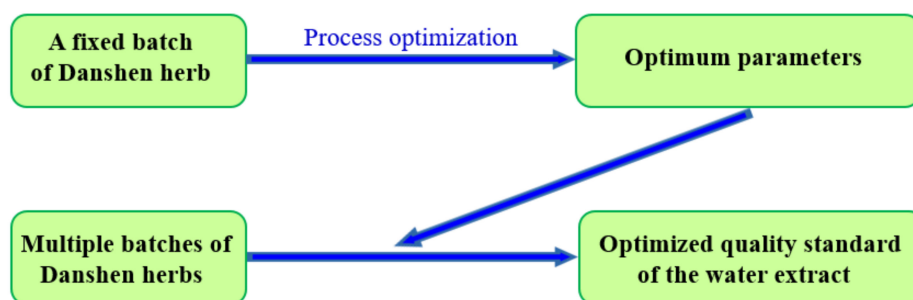 A fixed batch
of Danshen herb
Process optimization
Optimum parameters
Multiple batches of
Danshen herbs
Optimized quality standard
of the water extract